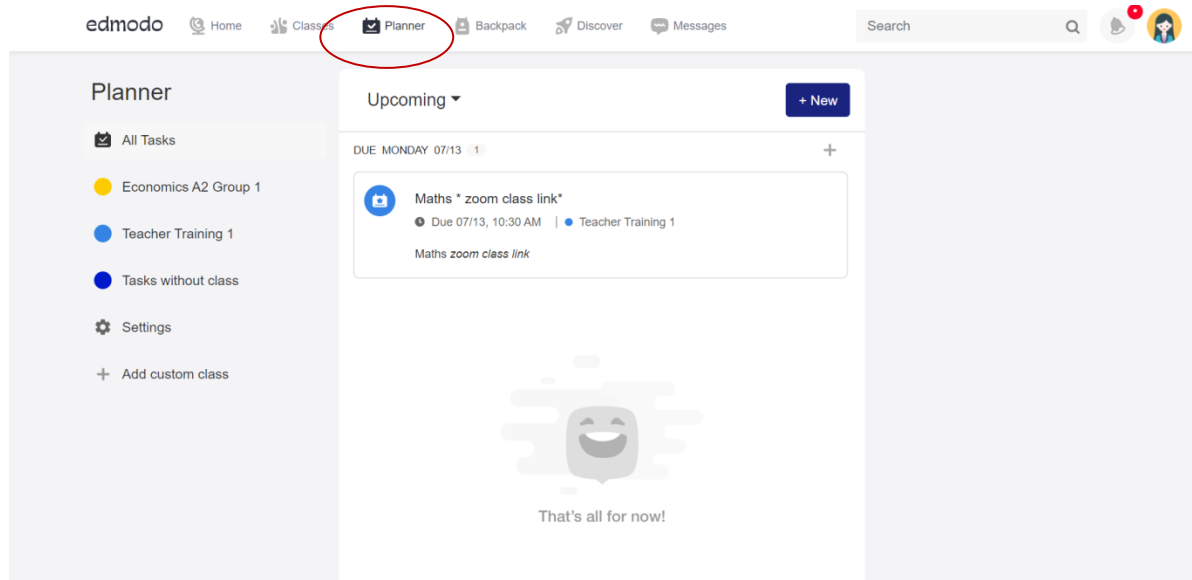 edmodo Home Classes Planner Backpack Discover Messages Search
Planner
All Tasks
Economics A2 Group 1
Teacher Training 1
Tasks without class
Settings
Add custom class
Upcoming
+ New
DUE MONDAY 07/13 1
Maths * zoom class link*
Due 07/13, 10:30 AM | Teacher Training 1
Maths zoom class link
That's all for now!